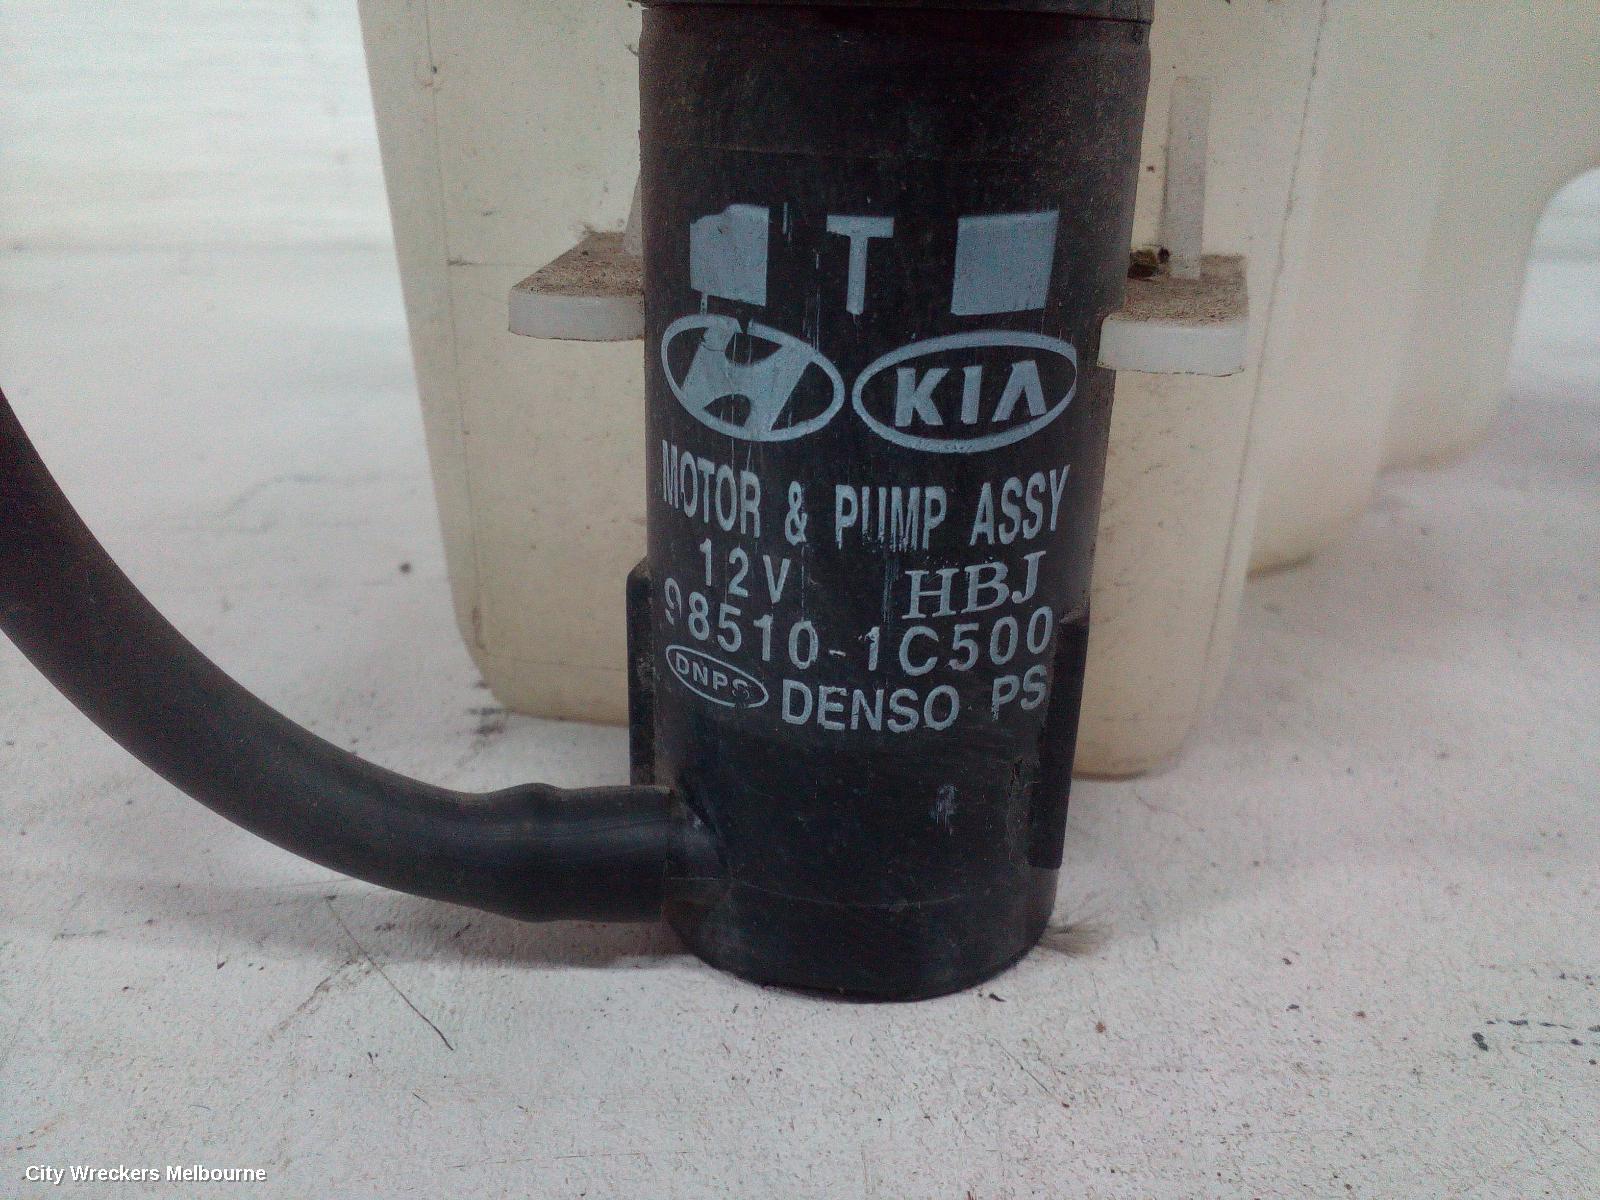 T
KIA
MOTOR & PUMP ASSY
12V HBJ
98510-1C500
DNPS DENSO PS
City Wreckers Melbourne